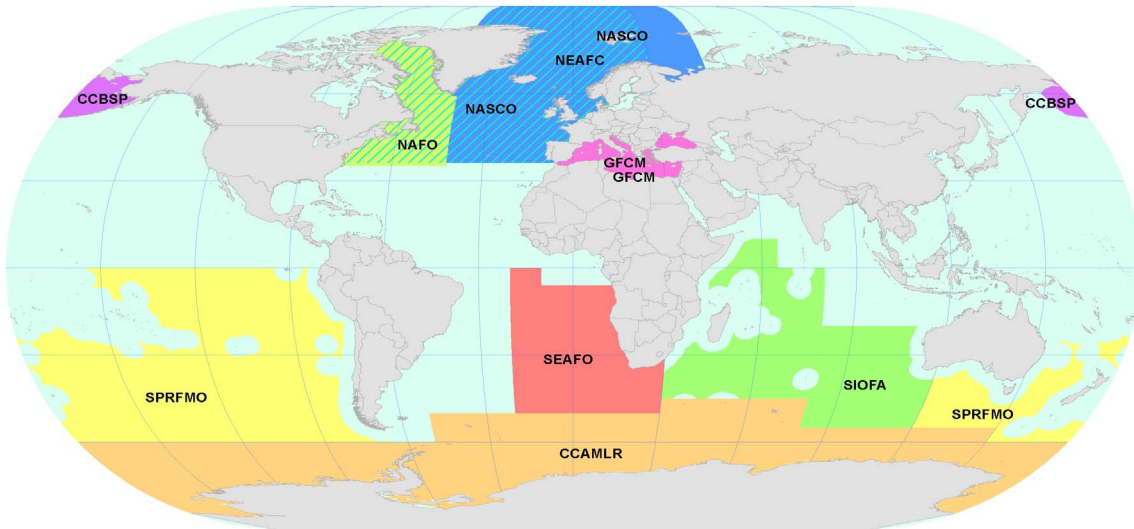 NASCO
NEAFC
CCBSP
CCBSP
NASCO
NAFO
GFCM
GFCM
SEAFO
SIOFA
SPRFMO
SPRFMO
CCAMLR